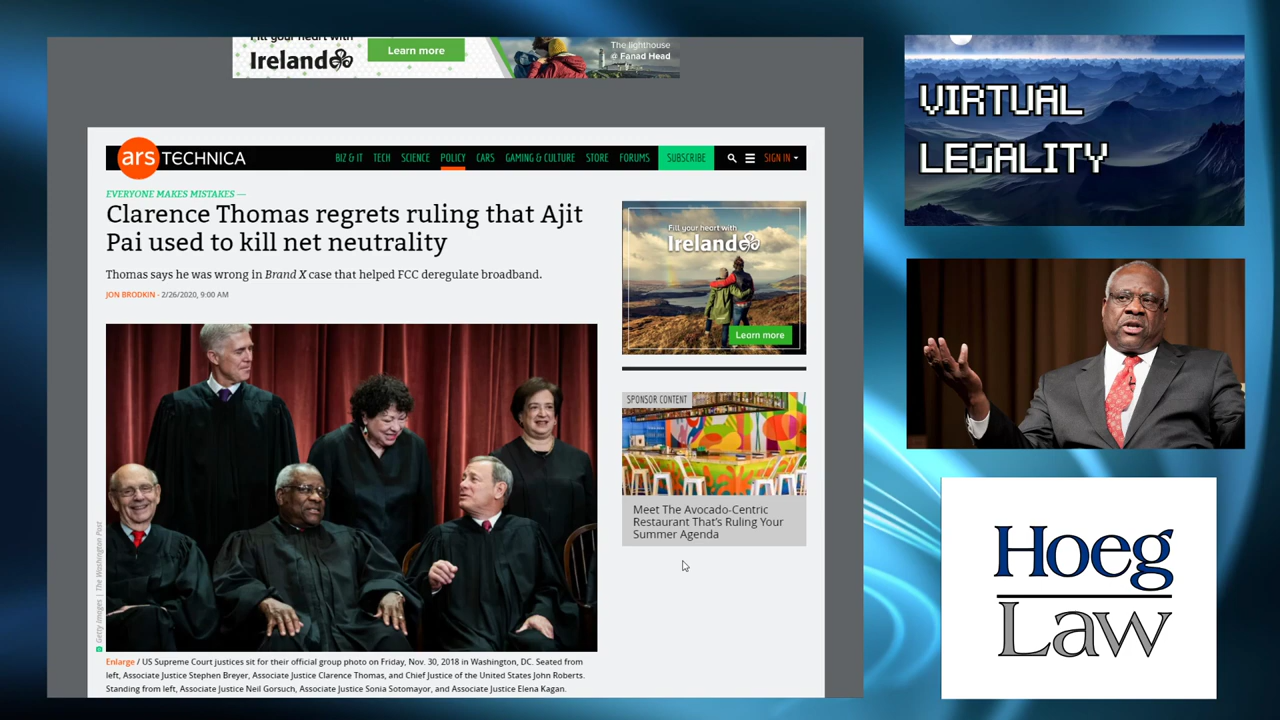 Fill your heart with
Ireland
Learn more
The lighthouse
@ Fanad Head
ars TECHNICA
BIZ & IT TECH SCIENCE POLICY CARS GAMING & CULTURE STORE FORUMS SUBSCRIBE SIGN IN
EVERYONE MAKES MISTAKES —
Clarence Thomas regrets ruling that Ajit
Pai used to kill net neutrality
Thomas says he was wrong in Brand X case that helped FCC deregulate broadband.
JON BRODKIN - 2/26/2020, 9:00 AM
Getty Images | The Washington Post
Enlarge / US Supreme Court justices sit for their official group photo on Friday, Nov. 30, 2018 in Washington, DC. Seated from
left, Associate Justice Stephen Breyer, Associate Justice Clarence Thomas, and Chief Justice of the United States John Roberts.
Standing from left, Associate Justice Neil Gorsuch, Associate Justice Sonia Sotomayor, and Associate Justice Elena Kagan.
Fill your heart with
Ireland
Learn more
SPONSOR CONTENT
Meet The Avocado-Centric
Restaurant That's Ruling Your
Summer Agenda
VIRTUAL
LEGALITY
Hoeg
Law